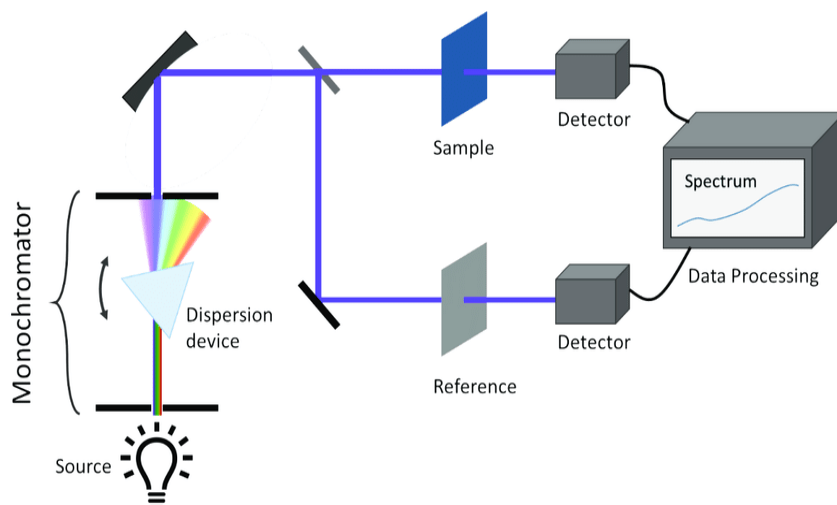 Detector
Sample
Spectrum
Monochromator
Data Processing
Dispersion
device
Detector
Reference
Source